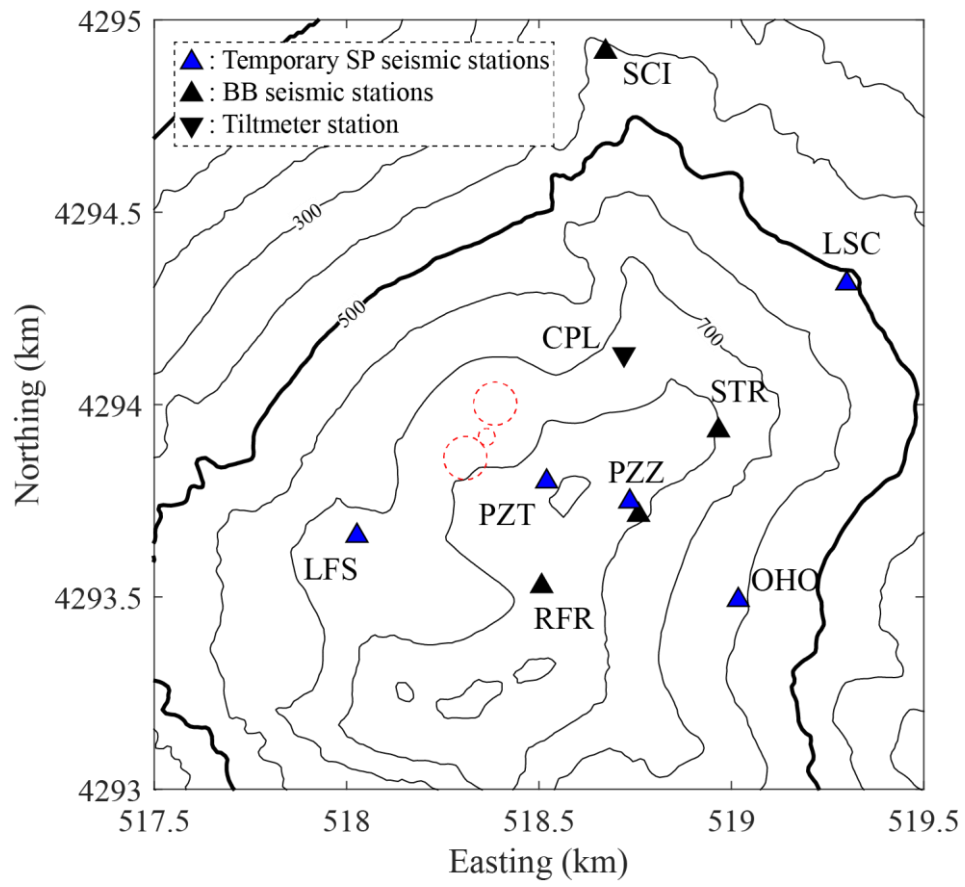 4295
: Temporary SP seismic stations
: BB seismic stations
: Tiltmeter station
SCI
4294.5
300
LSC
500
CPL
700
STR
4294
Northing (km)
PZZ
PZT
LFS
OHO
4293.5
RFR
4293
517.5 518 518.5 519 519.5
Easting (km)